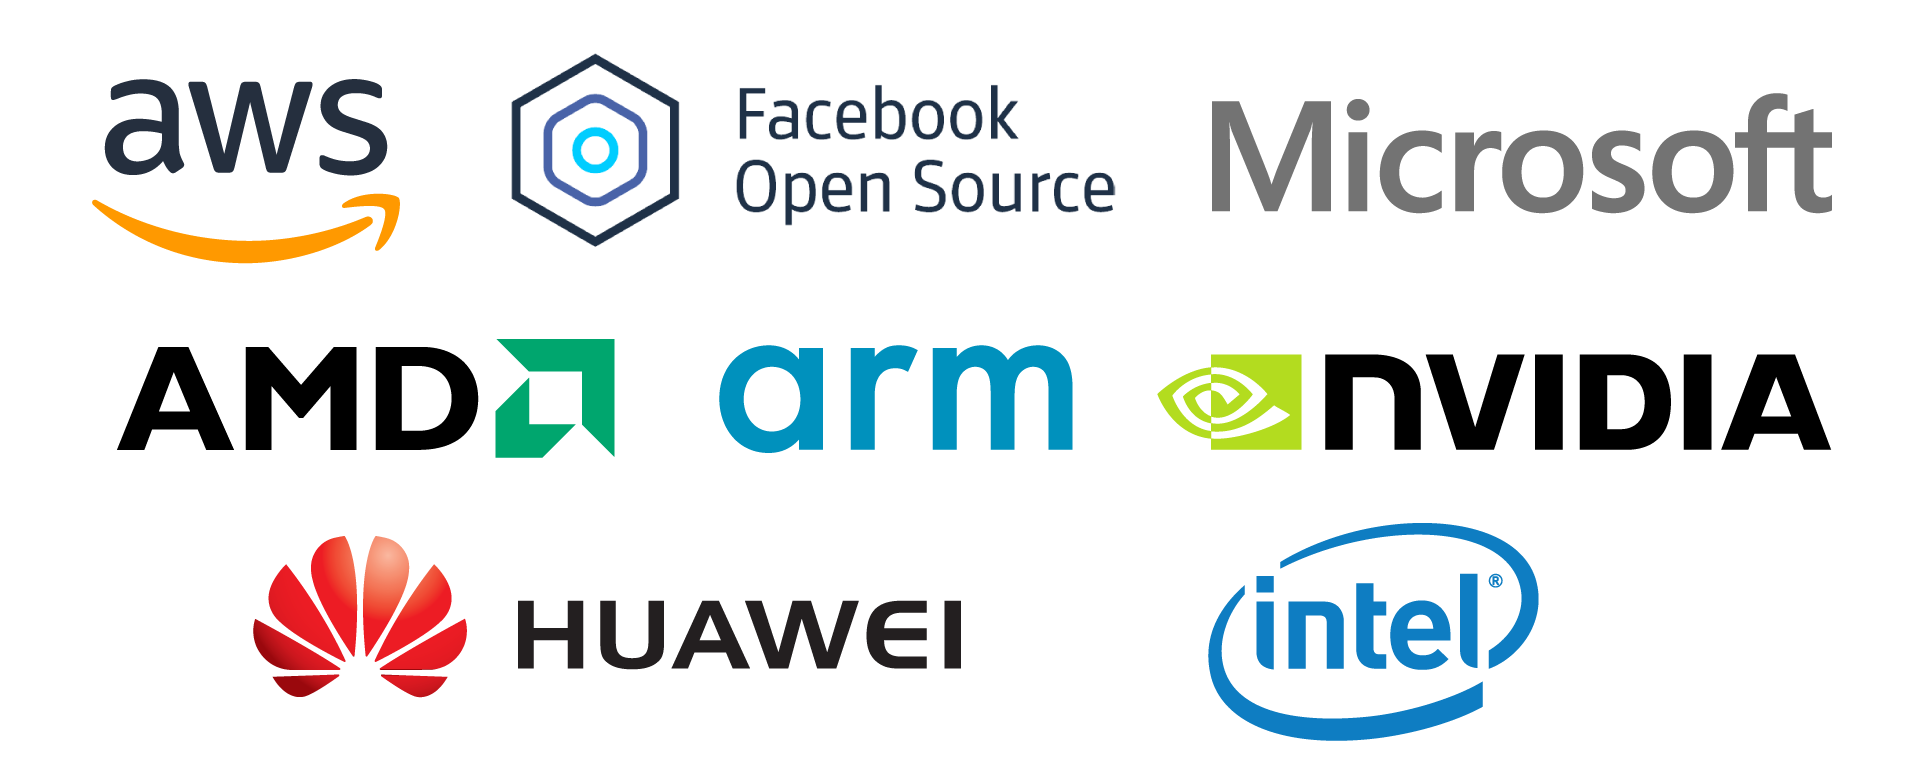 aws
Facebook
Open Source
Microsoft
AMD
arm
NVIDIA
HUAWEI
intel®